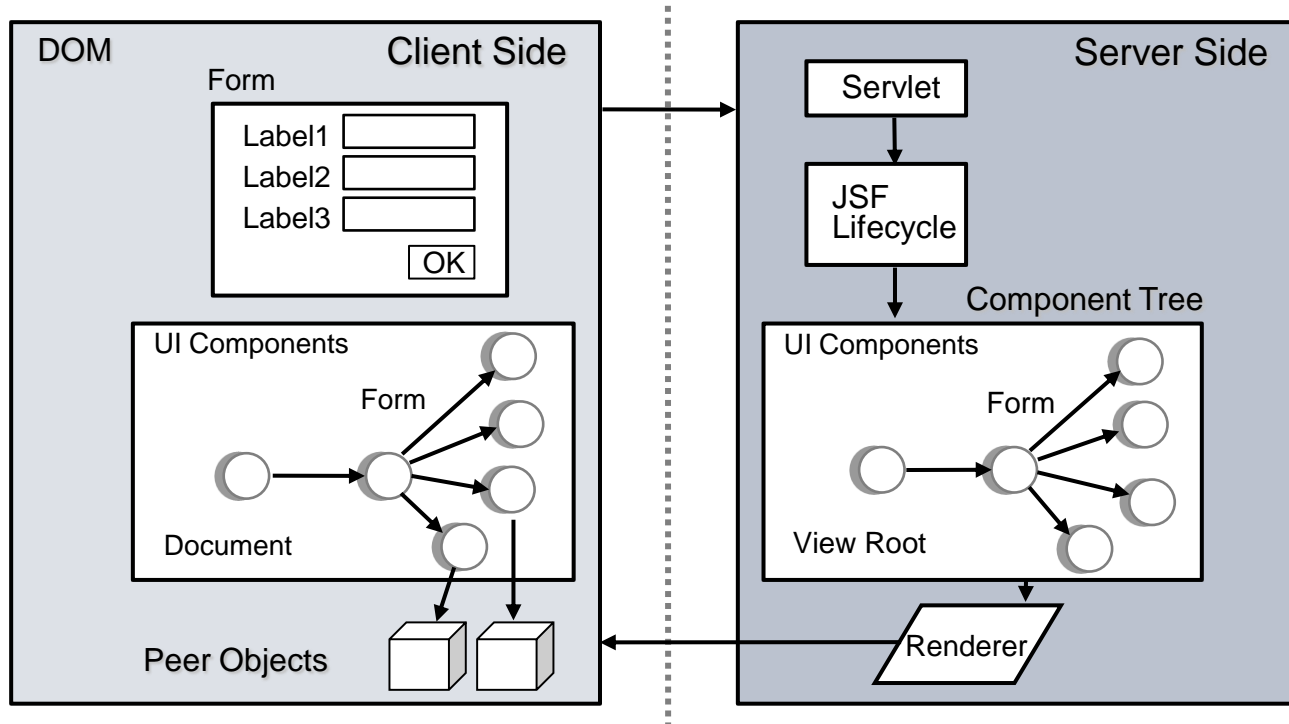 DOM
Client Side
Form
Label1
Label2
Label3
OK
UI Components
Form
Document
Peer Objects
Server Side
Servlet
JSF
Lifecycle
Component Tree
UI Components
Form
View Root
Renderer